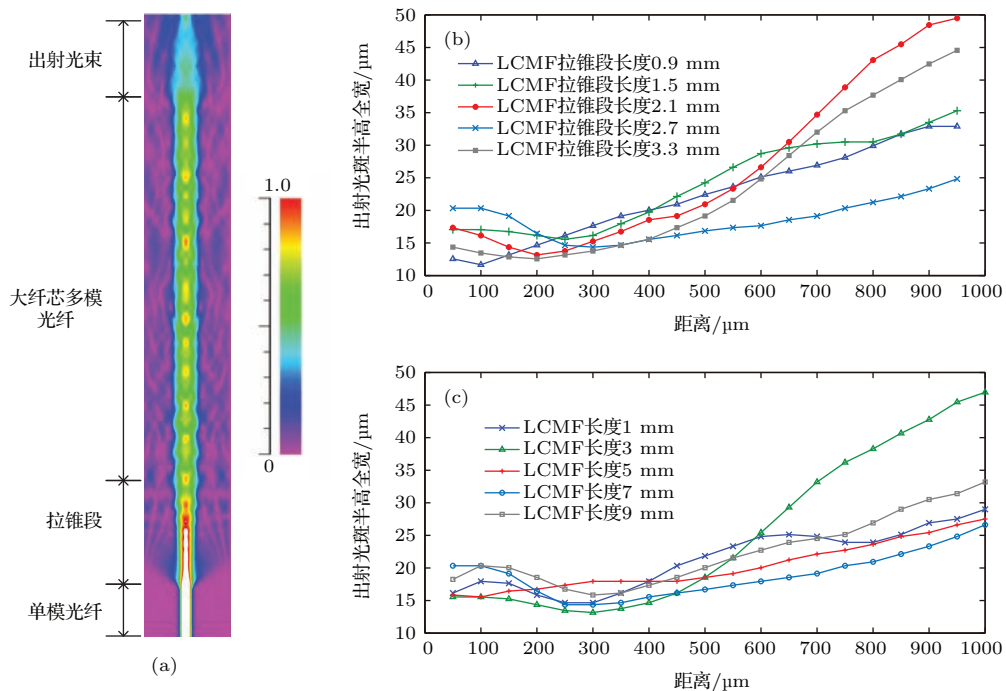 出射光束
大纤芯多模
光纤
拉锥段
单模光纤
(a)
1.0
0
(b)
LCMF拉锥段长度0.9 mm
LCMF拉锥段长度1.5 mm
LCMF拉锥段长度2.1 mm
LCMF拉锥段长度2.7 mm
LCMF拉锥段长度3.3 mm
出射光斑半高全宽/µm
50
45
40
35
30
25
20
15
10
0 100 200 300 400 500 600 700 800 900 1000
距离/µm
(c)
LCMF长度1 mm
LCMF长度3 mm
LCMF长度5 mm
LCMF长度7 mm
LCMF长度9 mm
出射光斑半高全宽/µm
50
45
40
35
30
25
20
15
10
0 100 200 300 400 500 600 700 800 900 1000
距离/µm